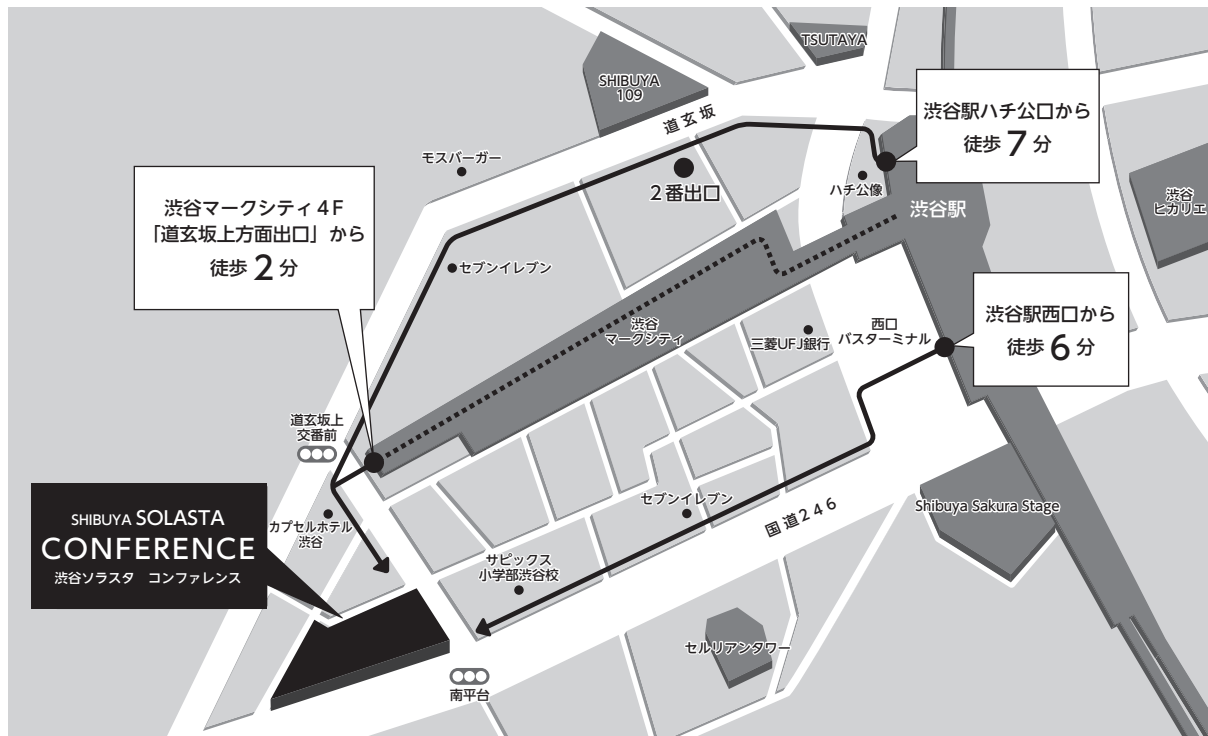 TSUTAYA
SHIBUYA
109
道玄坂
渋谷駅ハチ公口から
徒歩 7 分
モスバーガー
2番出口
ハチ公像
渋谷駅
渋谷
ヒカリエ
渋谷マークシティ 4F
「道玄坂上方面出口」から
徒歩 2 分
セブンイレブン
渋谷
マークシティ
三菱UFJ銀行
西口
バスターミナル
渋谷駅西口から
徒歩 6 分
道玄坂上
交番前
カプセルホテル
渋谷
SHIBUYA SOLASTA
CONFERENCE
渋谷ソラスタ コンファレンス
セブンイレブン
国道246
Shibuya Sakura Stage
サピックス
小学部渋谷校
セルリアンタワー
南平台